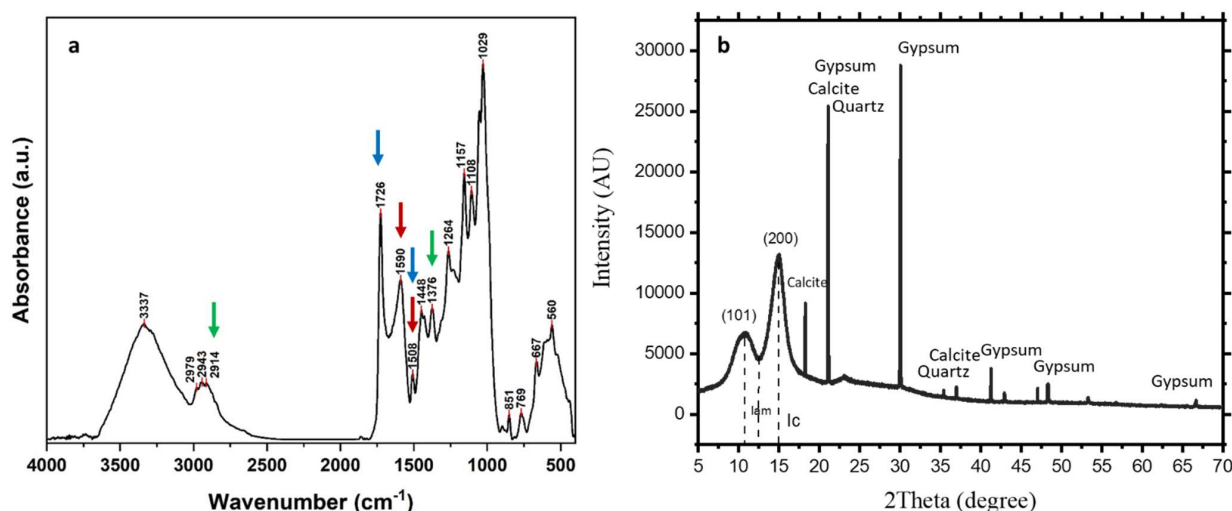 a
Absorbance (a.u.)
3337
2979
2943
2914
1726
1590
1508
1448
1376
1264
1157
1108
1029
851
769
667
560
4000 3500 3000 2500 2000 1500 1000 500
Wavenumber (cm⁻¹)
b
Intensity (AU)
30000
25000
20000
15000
10000
5000
0
Gypsum
Gypsum
Calcite
Quartz
(200)
(101)
Calcite
Calcite
Quartz
Gypsum
Gypsum
Gypsum
Iam
Ic
5 10 15 20 25 30 35 40 45 50 55 60 65 70
2Theta (degree)